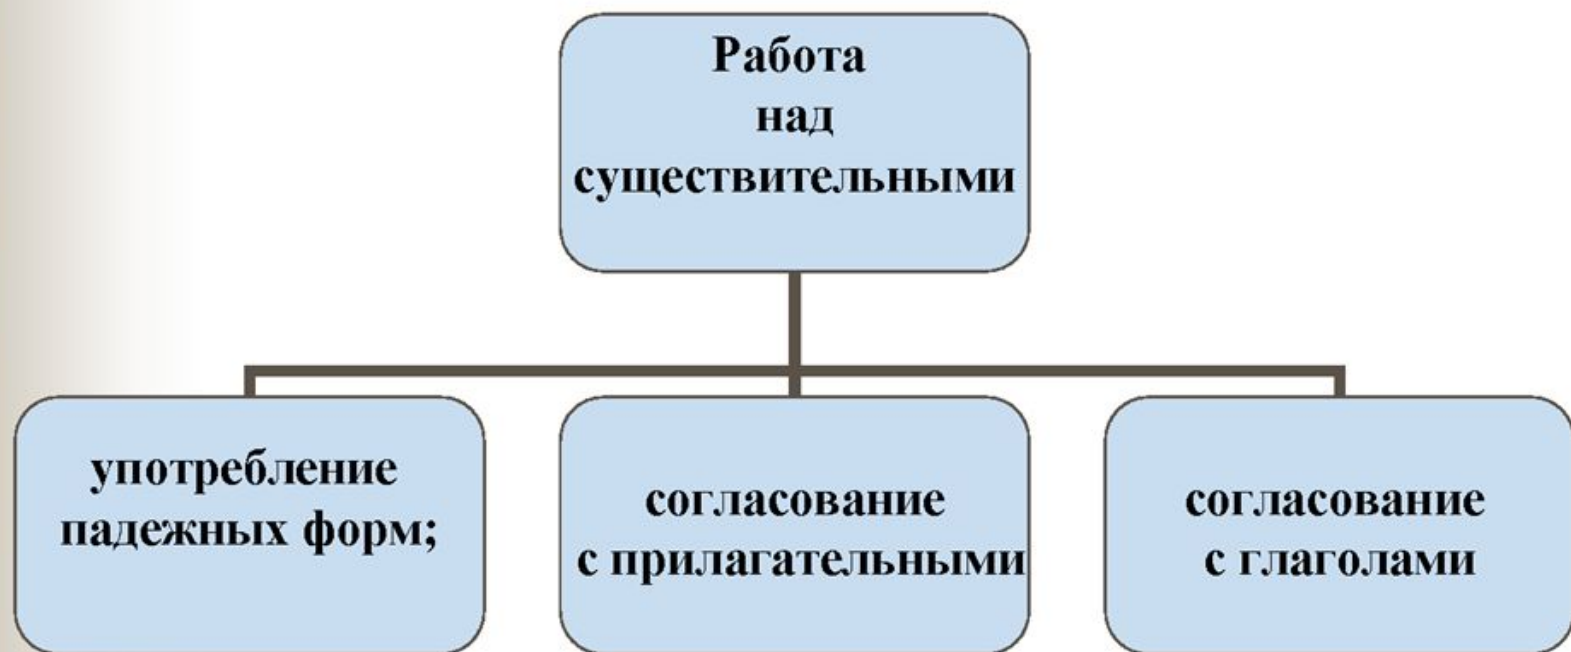 Работа
над
существительными
употребление
падежных форм;
согласование
с прилагательными
согласование
с глаголами